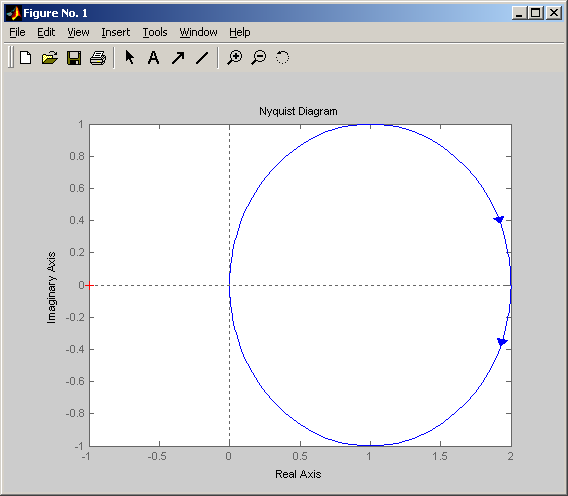 Figure No. 1
File Edit View Insert Tools Window Help
A
Nyquist Diagram
1
0.8
0.6
0.4
0.2
0
-0.2
-0.4
-0.6
-0.8
-1
Imaginary Axis
-1 -0.5 0 0.5 1 1.5 2
Real Axis